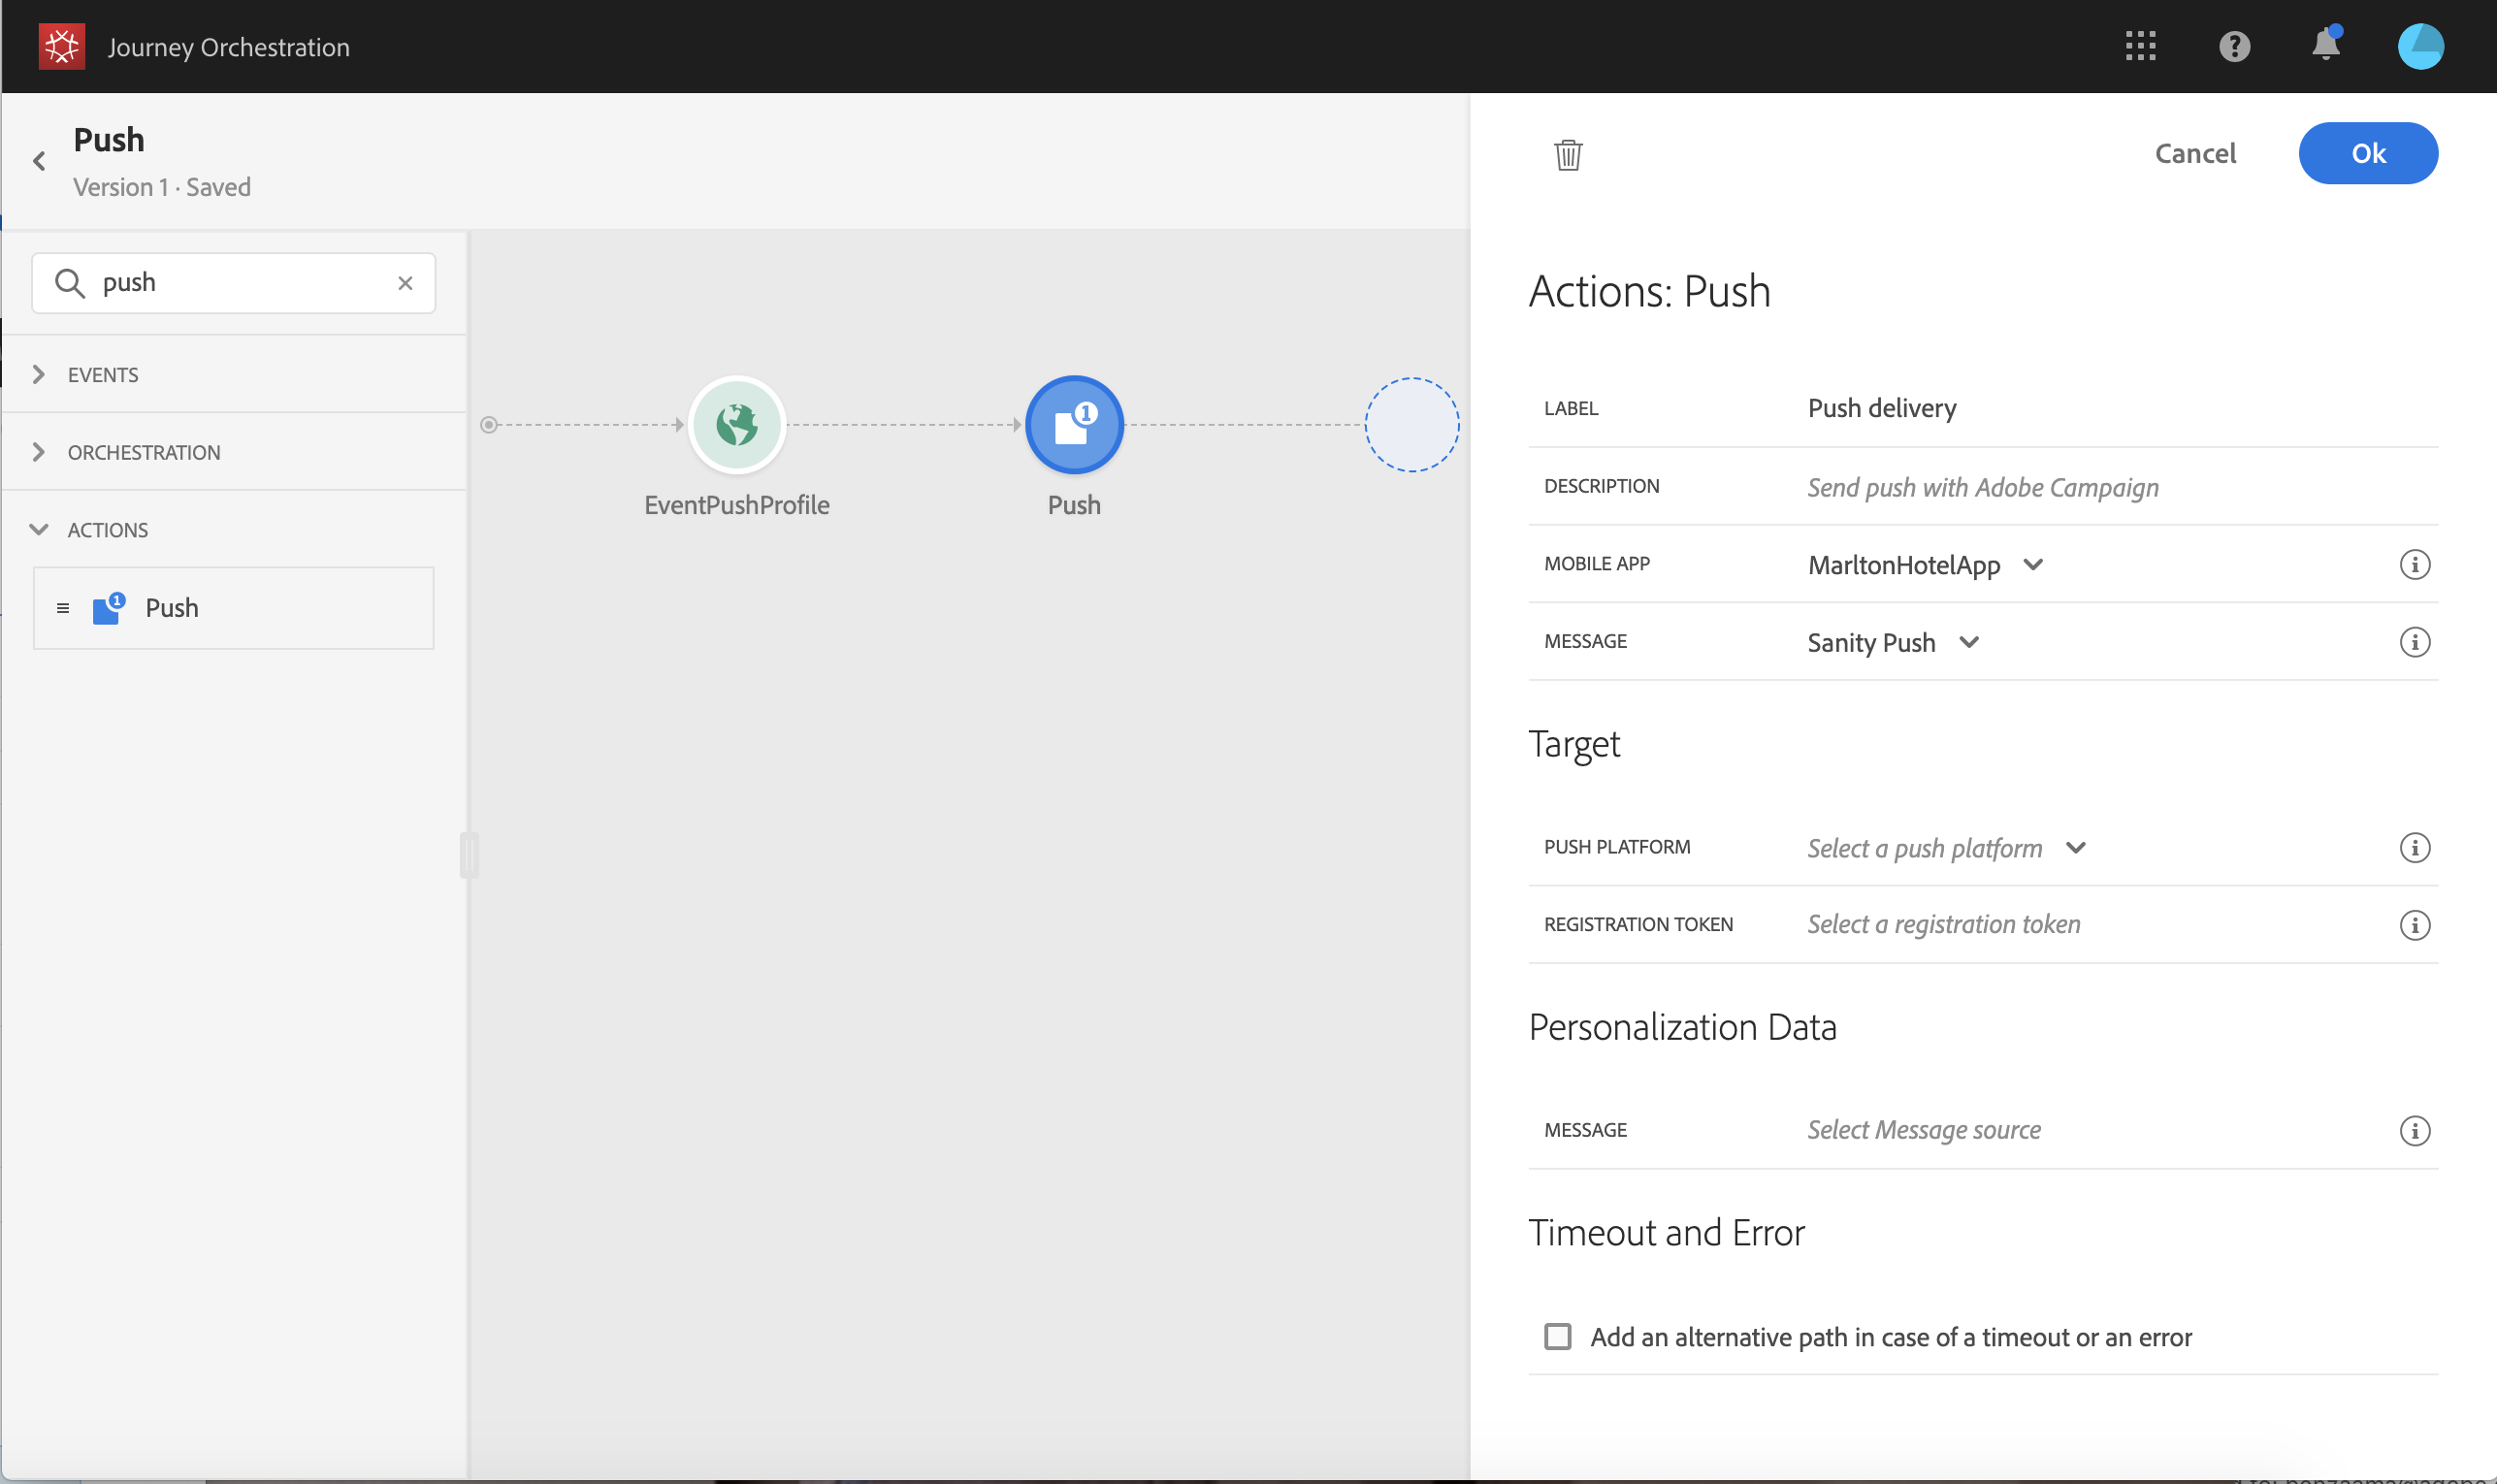 Journey Orchestration
Push
Version 1 · Saved
Cancel
Ok
push
EVENTS
ORCHESTRATION
ACTIONS
1
Push
EventPushProfile
1
Push
Actions: Push
LABEL
Push delivery
DESCRIPTION
Send push with Adobe Campaign
MOBILE APP
MarltonHotelApp
MESSAGE
Sanity Push
Target
PUSH PLATFORM
Select a push platform
REGISTRATION TOKEN
Select a registration token
Personalization Data
MESSAGE
Select Message source
Timeout and Error
Add an alternative path in case of a timeout or an error